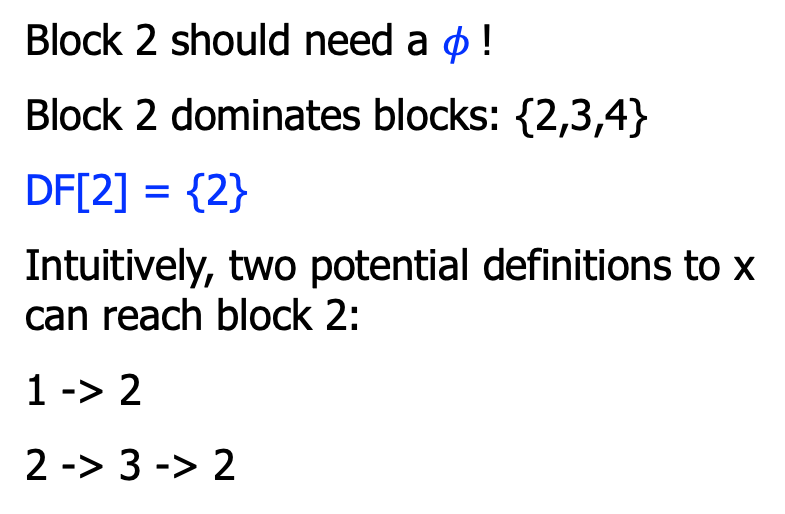 Block 2 should need a ϕ !
Block 2 dominates blocks: {2,3,4}
DF[2] = {2}
Intuitively, two potential definitions to x
can reach block 2:
1 -> 2
2 -> 3 -> 2